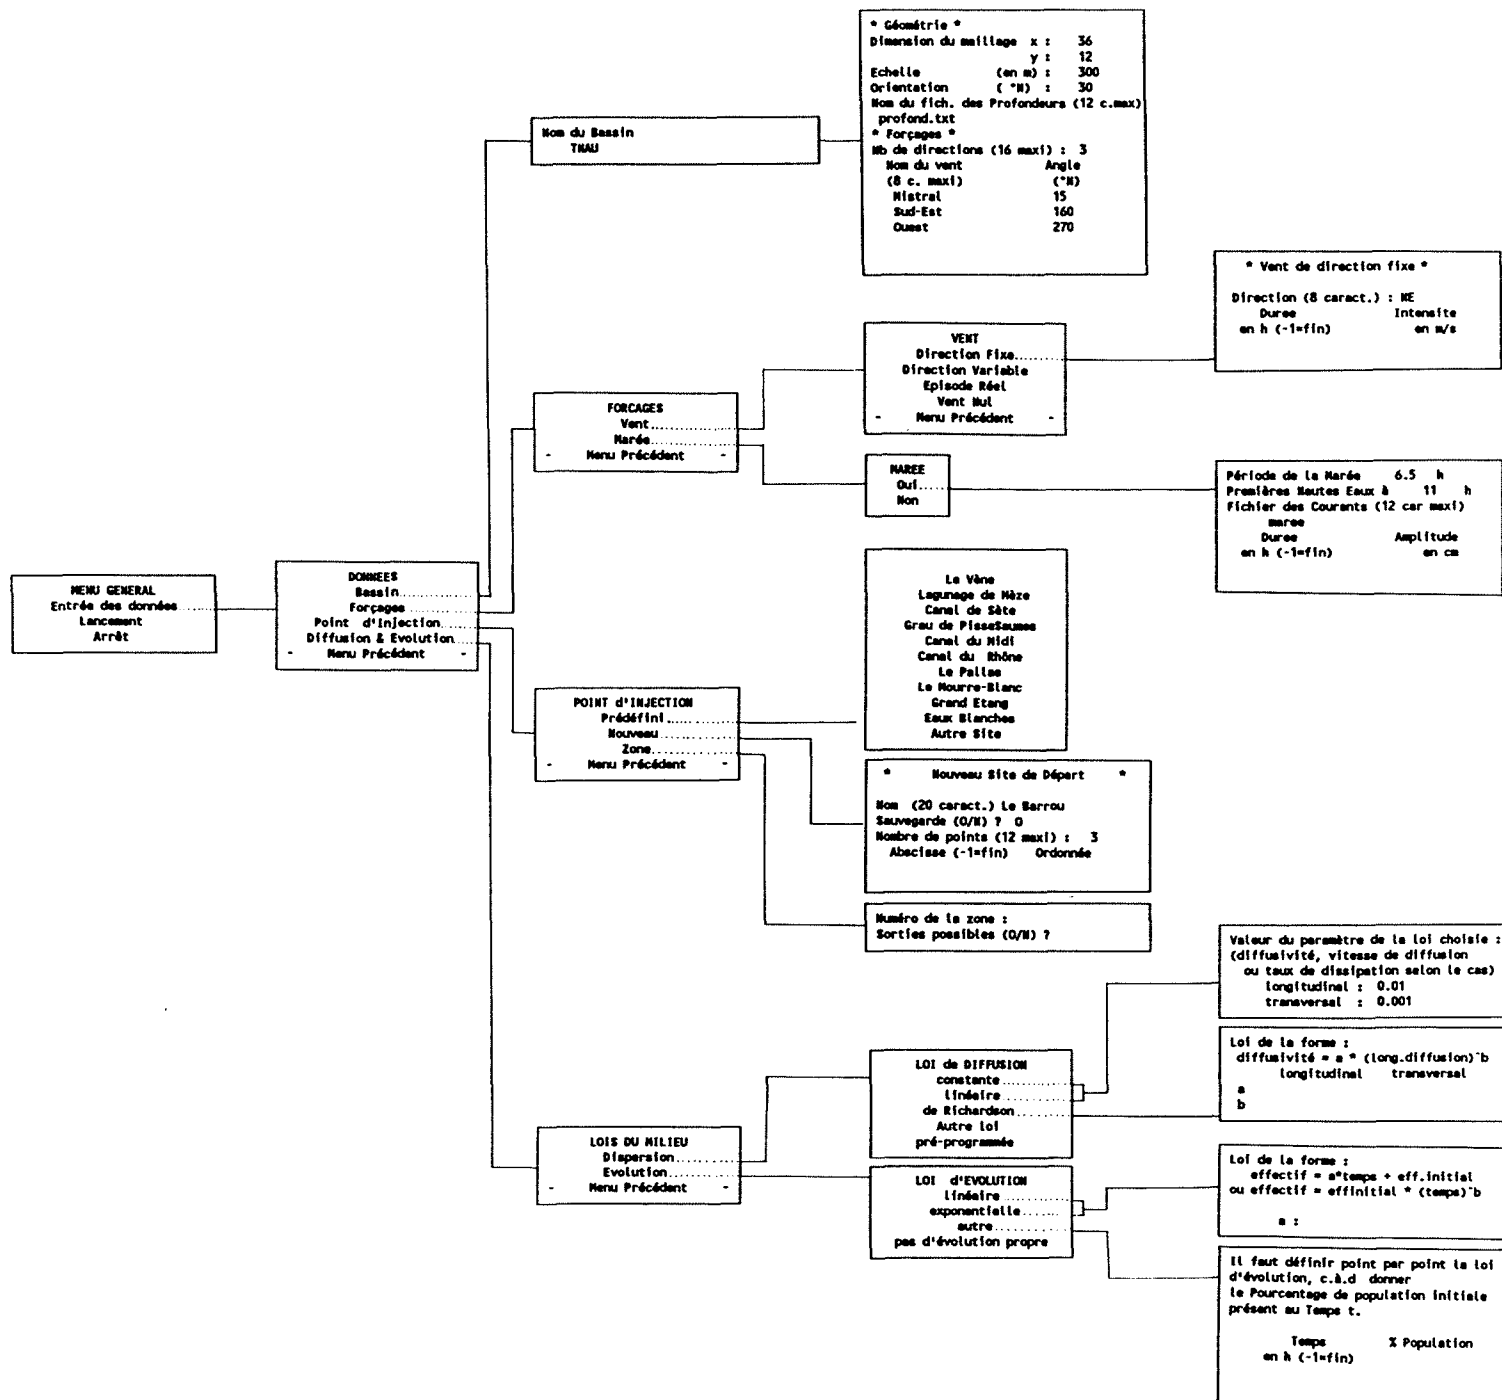 * Géométrie *
Dimension du maillage x : 36
y : 12
Echelle (en m) : 300
Orientation ( °N) : 30
Nom du fich. des Profondeurs (12 c.max)
profond.txt
* Forçages *
Nb de directions (16 maxi) : 3
Nom du vent Angle
(8 c. maxi) (°N)
Mistral 15
Sud-Est 160
Ouest 270
Nom du Bassin
THAU
* Vent de direction fixe *
Direction (8 caract.) : NE
Duree Intensite
en h (-1=fin) en m/s
VENT
Direction Fixe
Direction Variable
Episode Réel
Vent Nul
- Menu Précédent -
FORCAGES
Vent
Marée
- Menu Précédent -
MAREE
Oui
Non
Période de la Marée 6.5 h
Premières Hautes Eaux à 11 h
Fichier des Courants (12 car maxi)
maree
Duree Amplitude
en h (-1=fin) en cm
MENU GENERAL
Entrée des données
Lancement
Arrêt
DONNEES
Bassin
Forçages
Point d'Injection
Diffusion & Evolution
- Menu Précédent -
La Vène
Lagunage de Mèze
Canal de Sète
Grau de PisseSaumes
Canal du Midi
Canal du Rhône
Le Pallas
Le Mourre-Blanc
Grand Etang
Eaux Blanches
Autre Site
POINT d'INJECTION
Prédéfini
Nouveau
Zone
- Menu Précédent -
* Nouveau Site de Départ *
Nom (20 caract.) Le Barrou
Sauvegarde (O/N) ? O
Nombre de points (12 maxi) : 3
Abscisse (-1=fin) Ordonnée
Numéro de la zone :
Sorties possibles (O/N) ?
Valeur du paramètre de la loi choisie :
(diffusivité, vitesse de diffusion
ou taux de dissipation selon le cas)
longitudinal : 0.01
transversal : 0.001
Loi de la forme :
diffusivité = a * (long.diffusion)^b
longitudinal transversal
a
b
LOI de DIFFUSION
constante
linéaire
de Richardson
Autre loi
pré-programmée
LOIS DU MILIEU
Dispersion
Evolution
- Menu Précédent -
LOI d'EVOLUTION
linéaire
exponentielle
autre
pas d'évolution propre
Loi de la forme :
effectif = a*temps + eff.initial
ou effectif = effinitial * (temps)^b
a :
Il faut définir point par point la loi
d'évolution, c.à.d donner
le Pourcentage de population initiale
présent au Temps t.
Temps % Population
en h (-1=fin)